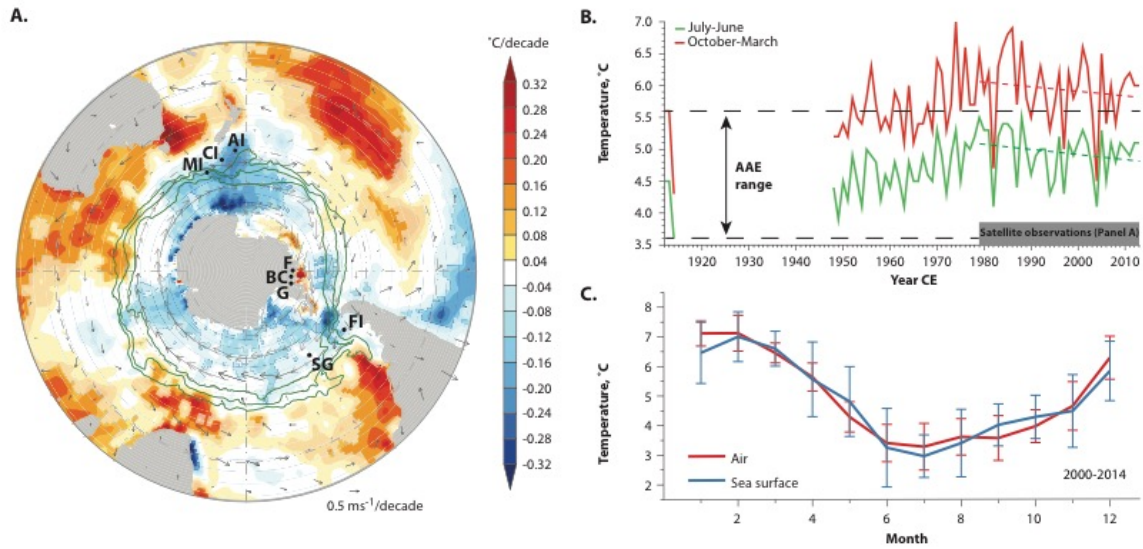 A.
°C/decade
0.32
0.28
0.24
0.20
0.16
0.12
0.08
0.04
-0.04
-0.08
-0.12
-0.16
-0.20
-0.24
-0.28
-0.32
AI
CI
MI
F
BC
G
FI
SG
0.5 ms⁻¹/decade
B.
July-June
October-March
Temperature, °C
7.0
6.5
6.0
5.5
5.0
4.5
4.0
3.5
AAE
range
Satellite observations (Panel A)
1920
1930
1940
1950
1960
1970
1980
1990
2000
2010
Year CE
C.
Temperature, °C
8
7
6
5
4
3
2
Air
Sea surface
2000-2014
2
4
6
8
10
12
Month